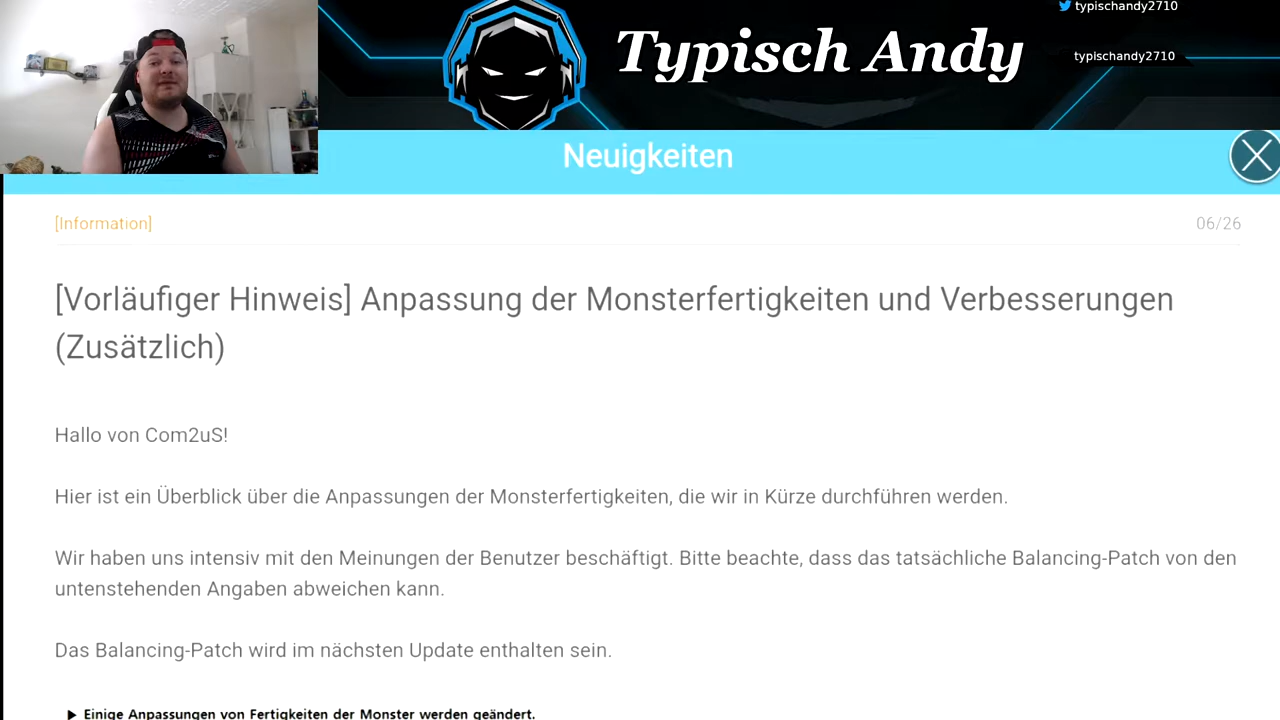 typischandy2710
Typisch Andy
typischandy2710
Neuigkeiten
[Information]
06/26
[Vorläufiger Hinweis] Anpassung der Monsterfertigkeiten und Verbesserungen
(Zusätzlich)
Hallo von Com2uS!
Hier ist ein Überblick über die Anpassungen der Monsterfertigkeiten, die wir in Kürze durchführen werden.
Wir haben uns intensiv mit den Meinungen der Benutzer beschäftigt. Bitte beachte, dass das tatsächliche Balancing-Patch von den
untenstehenden Angaben abweichen kann.
Das Balancing-Patch wird im nächsten Update enthalten sein.
▶ Einige Anpassungen von Fertigkeiten der Monster werden geändert.